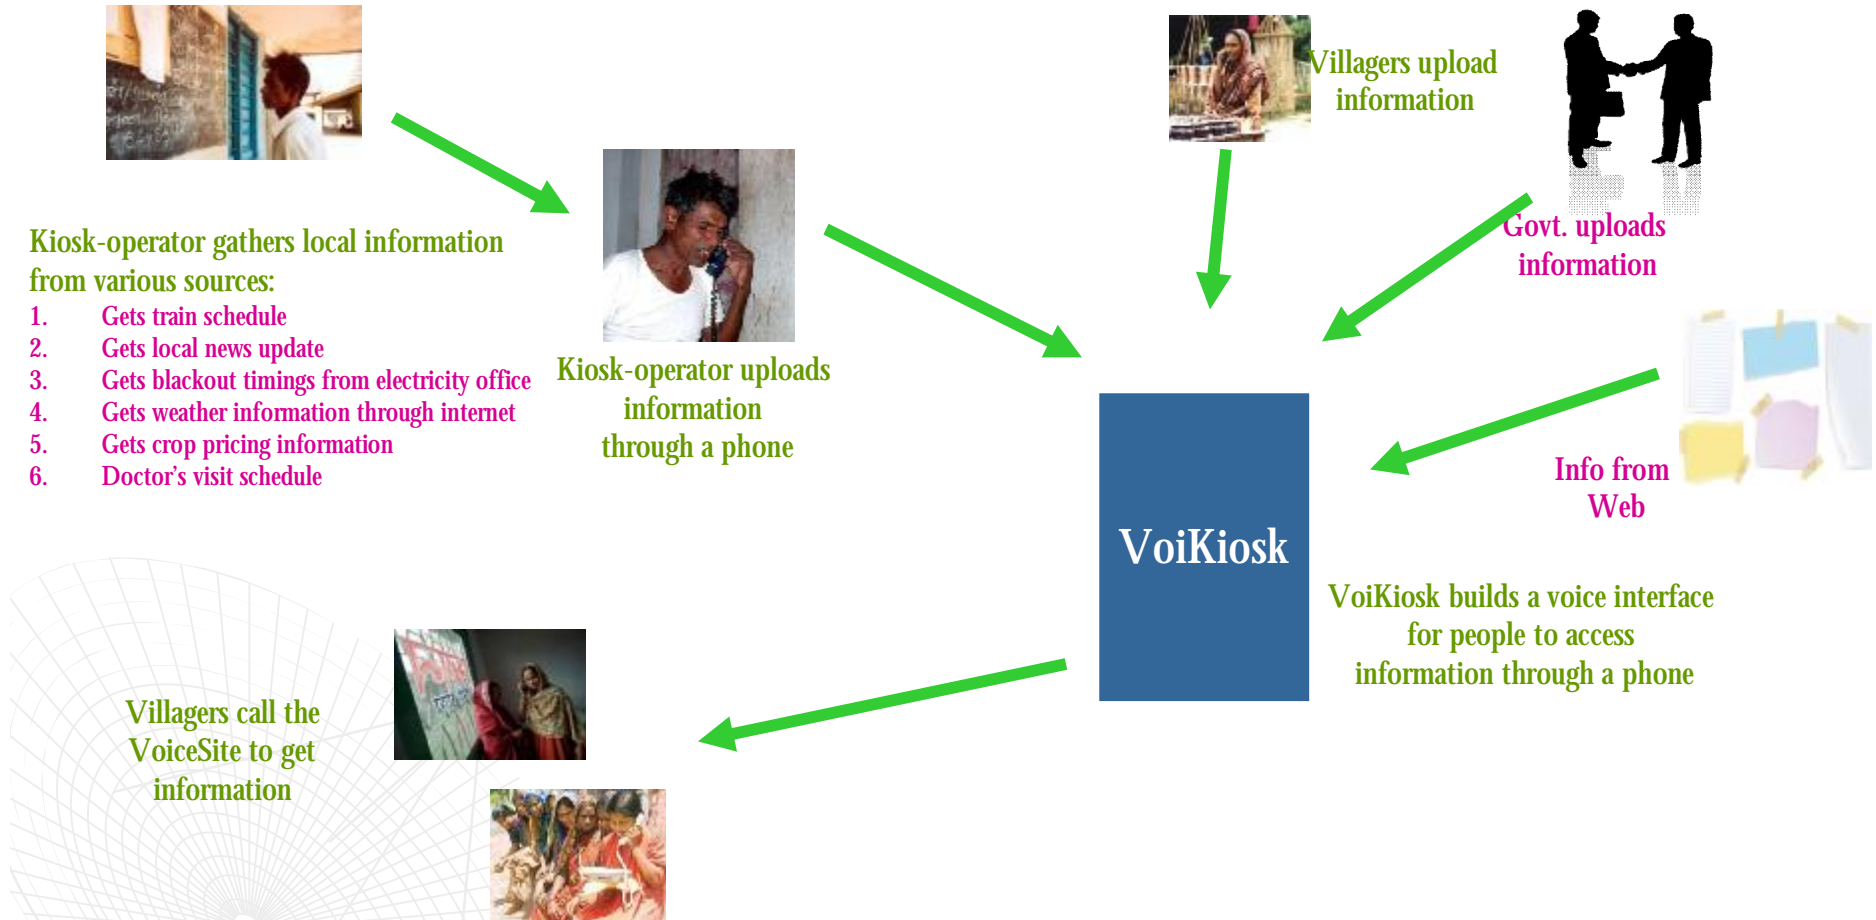 Villagers upload
information
Govt. uploads
information
Kiosk-operator gathers local information
from various sources:
1. Gets train schedule
2. Gets local news update
3. Gets blackout timings from electricity office
4. Gets weather information through internet
5. Gets crop pricing information
6. Doctor's visit schedule
Kiosk-operator uploads
information
through a phone
Info from
Web
VoiKiosk
VoiKiosk builds a voice interface
for people to access
information through a phone
Villagers call the
VoiceSite to get
information